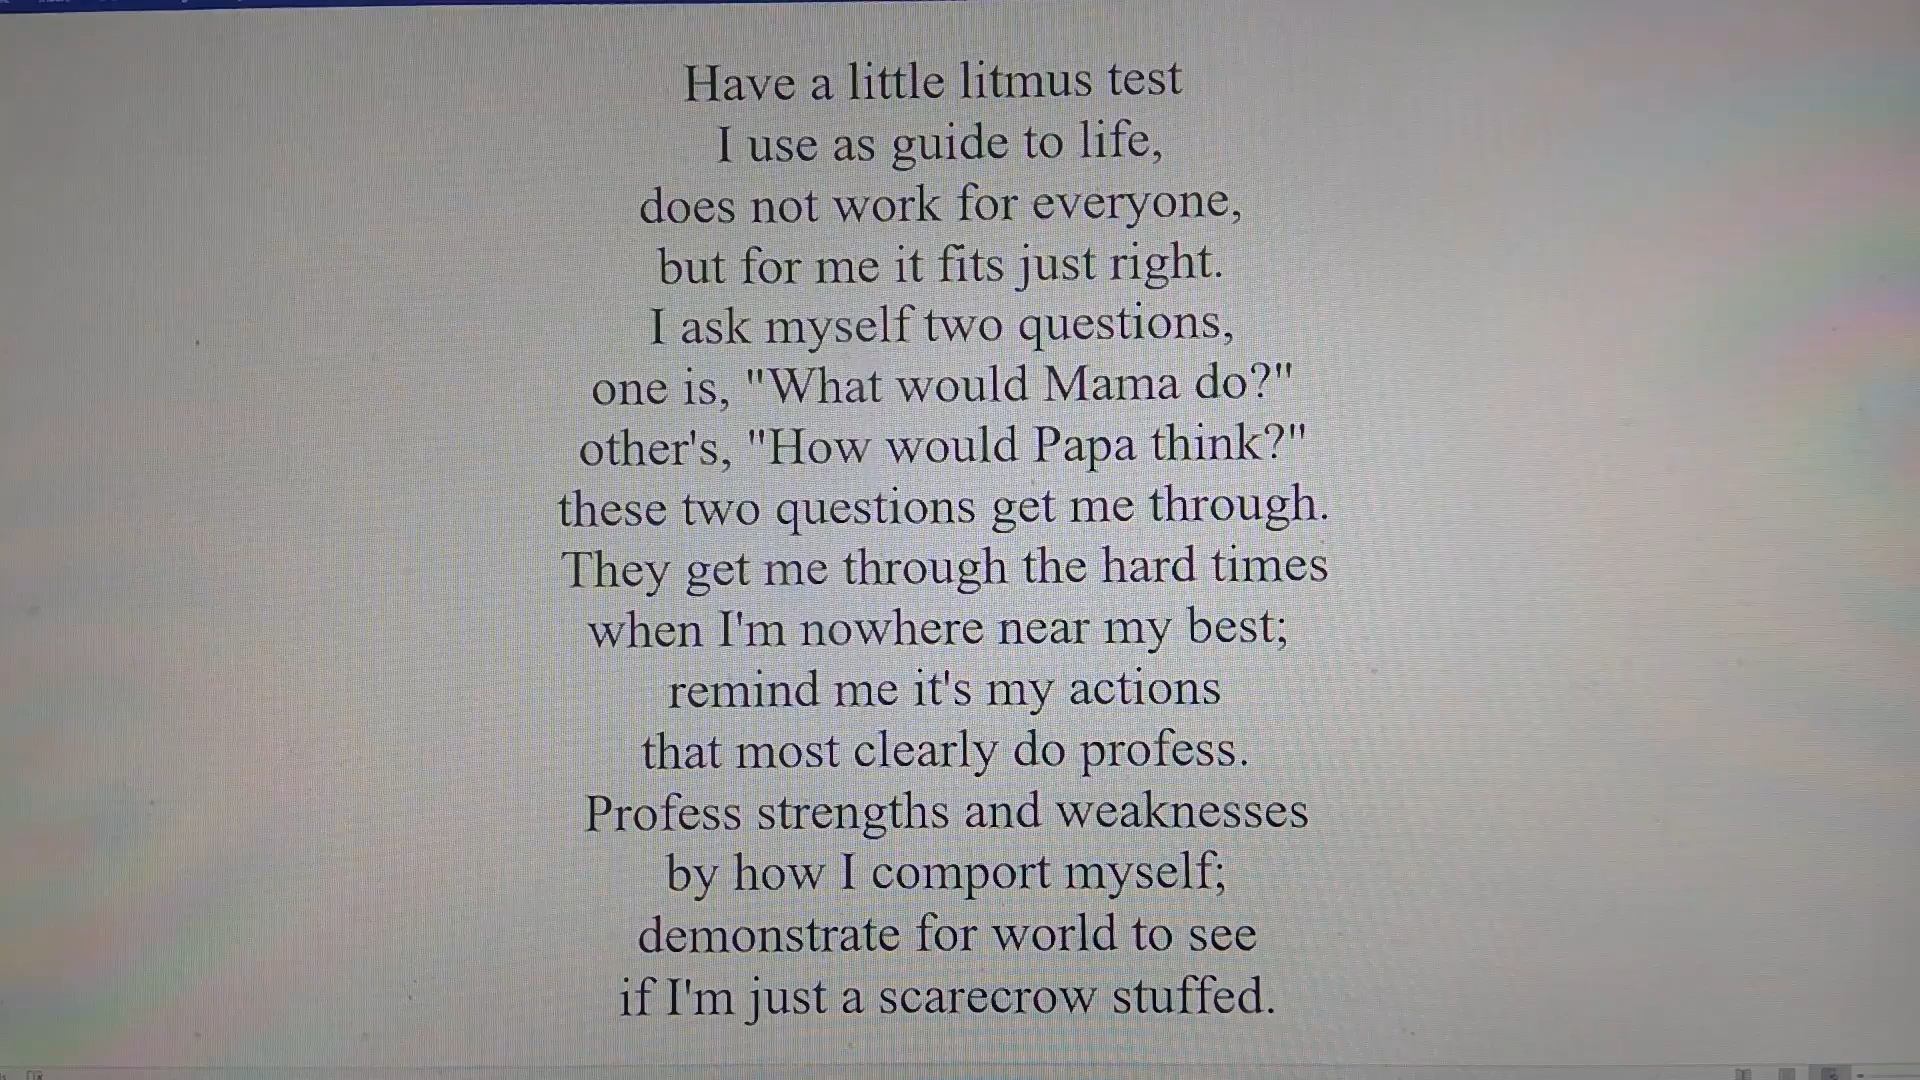 Have a little litmus test
I use as guide to life,
does not work for everyone,
but for me it fits just right.
I ask myself two questions,
one is, "What would Mama do?"
other's, "How would Papa think?"
these two questions get me through.
They get me through the hard times
when I'm nowhere near my best;
remind me it's my actions
that most clearly do profess.
Profess strengths and weaknesses
by how I comport myself;
demonstrate for world to see
if I'm just a scarecrow stuffed.